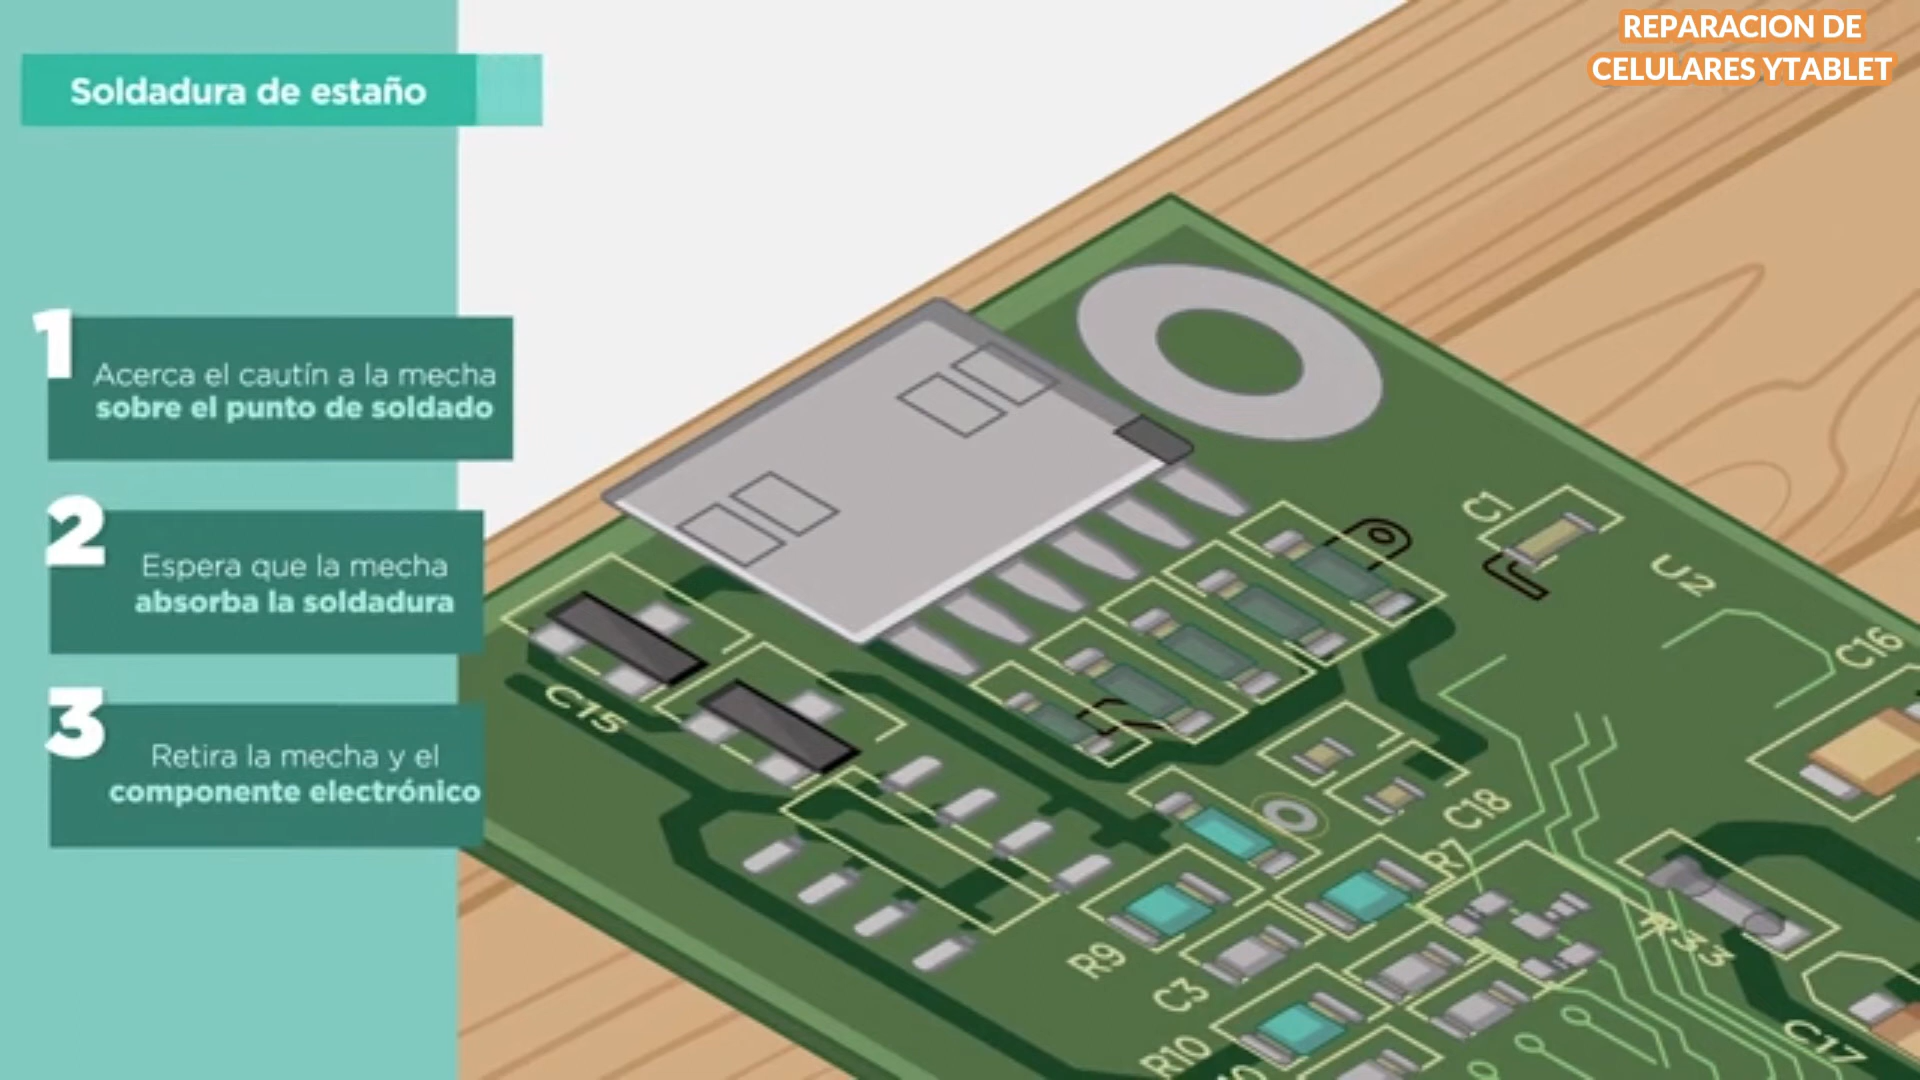 REPARACION DE
CELULARES YTABLET
Soldadura de estaño
1
Acerca el cautín a la mecha
sobre el punto de soldado
2
Espera que la mecha
absorba la soldadura
3
Retira la mecha y el
componente electrónico
C1
U2
C16
C15
C18
R7
R9
R33
C3
R10
C17